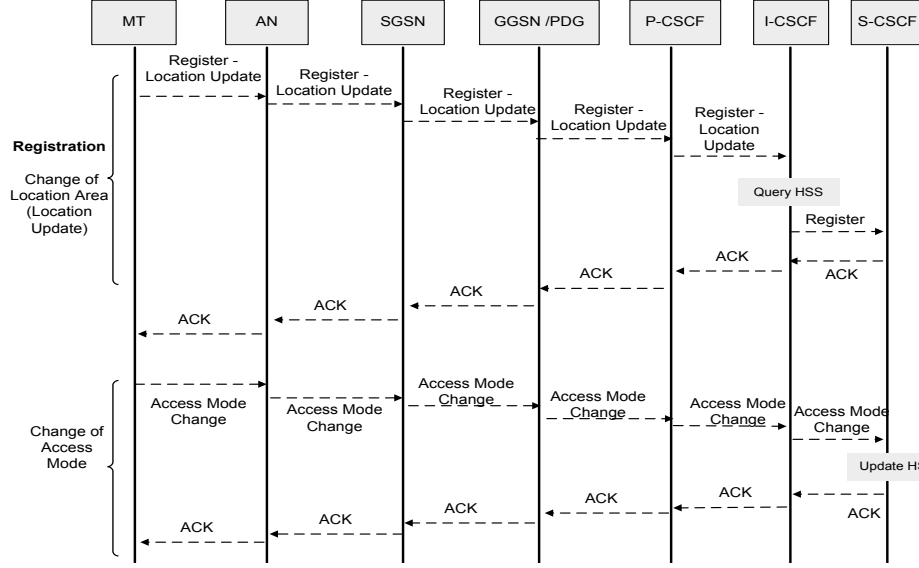 MT
AN
SGSN
GGSN /PDG
P-CSCF
I-CSCF
S-CSCF
Register -
Location Update
Register -
Location Update
Register -
Location Update
Register -
Location Update
Register -
Location
Update
Registration
Change of
Location Area
(Location
Update)
Query HSS
Register
ACK
ACK
ACK
ACK
ACK
ACK
Access Mode
Change
Access Mode
Change
Access Mode
Change
Access Mode
Change
Access Mode
Change
Access Mode
Change
Change of
Access
Mode
Update
ACK
ACK
ACK
ACK
ACK
ACK